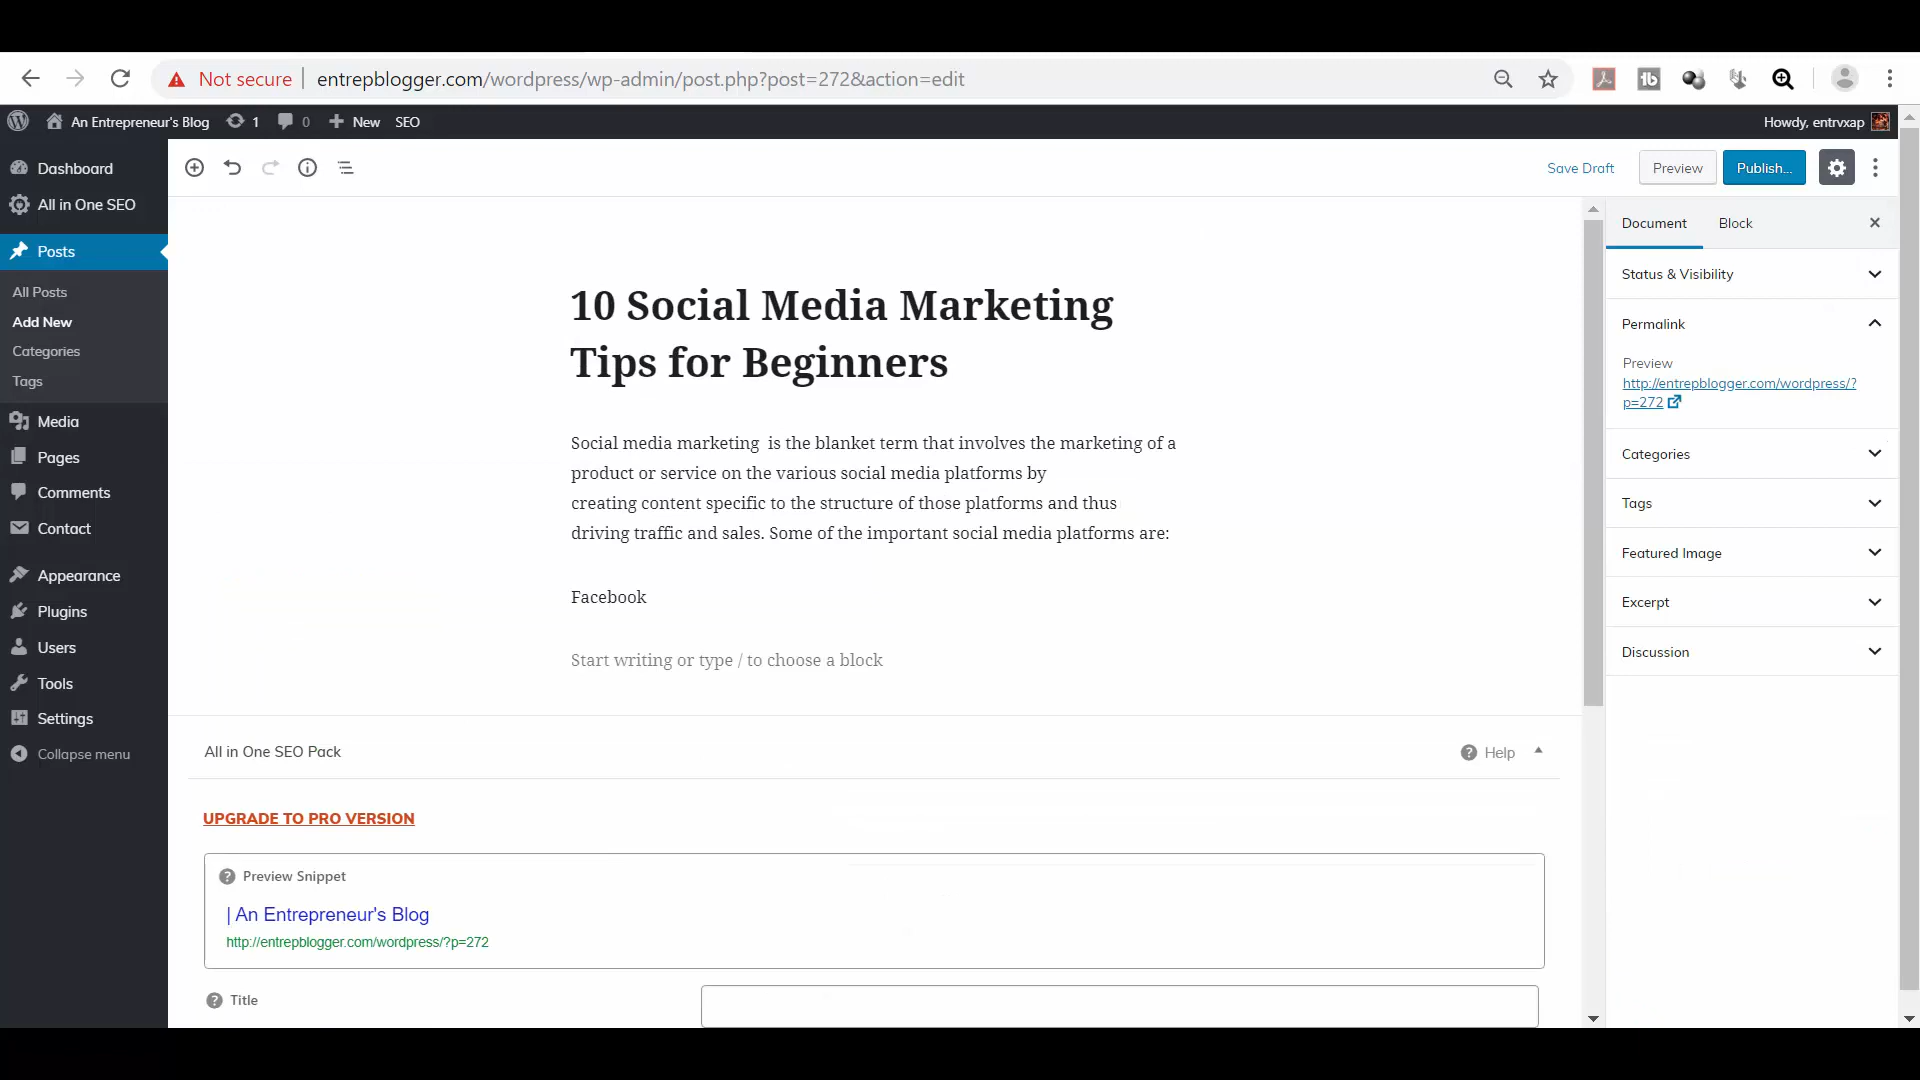 Not secure
entrepblogger.com/wordpress/wp-admin/post.php?post=272&action=edit
An Entrepreneur's Blog
1
0
New
SEO
Howdy, entrvxap
Dashboard
All in One SEO
Posts
All Posts
Add New
Categories
Tags
Media
Pages
Comments
Contact
Appearance
Plugins
Users
Tools
Settings
Collapse menu
Save Draft
Preview
Publish...
10 Social Media Marketing
Tips for Beginners
Social media marketing  is the blanket term that involves the marketing of a
product or service on the various social media platforms by
creating content specific to the structure of those platforms and thus
driving traffic and sales. Some of the important social media platforms are:
Facebook
Start writing or type / to choose a block
All in One SEO Pack
Help
UPGRADE TO PRO VERSION
Preview Snippet
| An Entrepreneur's Blog
http://entrepblogger.com/wordpress/?p=272
Title
Document
Block
Status & Visibility
Permalink
Preview
http://entrepblogger.com/wordpress/?
p=272
Categories
Tags
Featured Image
Excerpt
Discussion